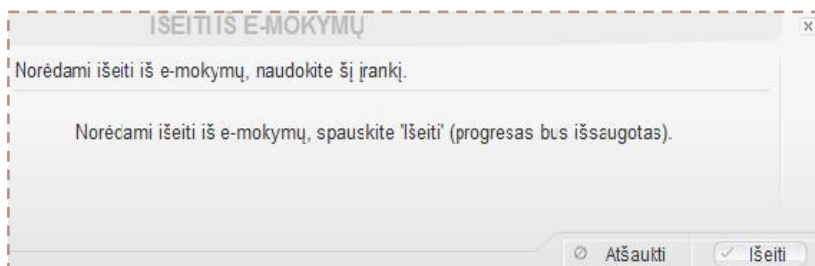 IŠEITI IŠ E-MOKYMŲ
Norėdami išeiti iš e-mokymų, naudokite šį įrankį.
Norėdami išeiti iš e-mokymų, spauskite 'Išeiti' (progresas bus išsaugotas).
Atšaukti
Išeiti